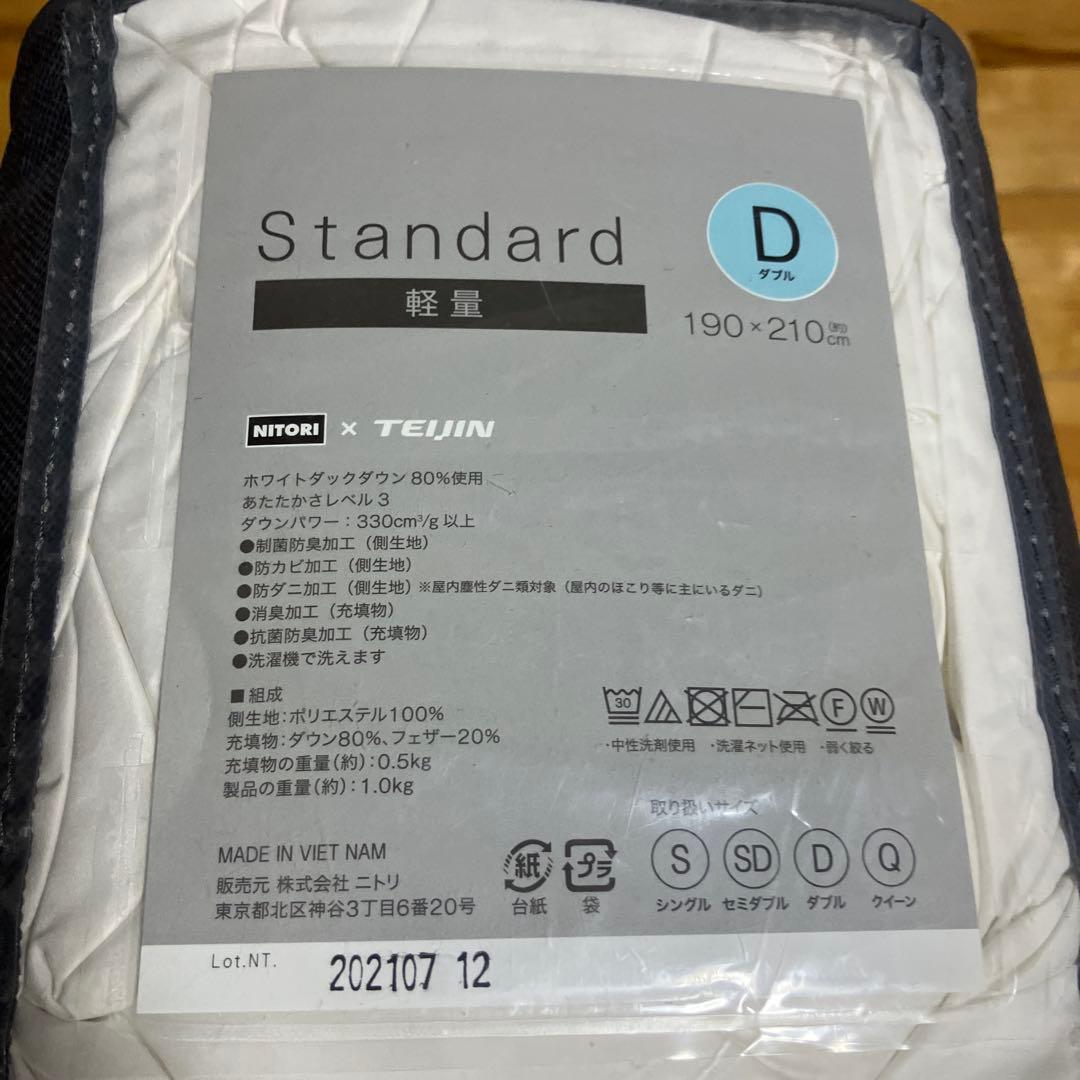 Standard
軽量
D
ダブル
190×210(約)cm
NITORI × TEIJIN
ホワイトダックダウン 80%使用
あたたかさレベル 3
ダウンパワー：330cm³/g 以上
●制菌防臭加工（側生地）
●防カビ加工（側生地）
●防ダニ加工（側生地）※屋内塵性ダニ類対象（屋内のほこり等に主にいるダニ）
●消臭加工（充填物）
●抗菌防臭加工（充填物）
●洗濯機で洗えます
■組成
側生地：ポリエステル100%
充填物：ダウン80%、フェザー20%
充填物の重量（約）：0.5kg
製品の重量（約）：1.0kg
30 F W
・中性洗剤使用 ・洗濯ネット使用 ・弱く絞る
取り扱いサイズ
S SD D Q
シングル セミダブル ダブル クイーン
紙 プラ
台紙 袋
MADE IN VIET NAM
販売元 株式会社 ニトリ
東京都北区神谷3丁目6番20号
Lot.NT. 202107 12